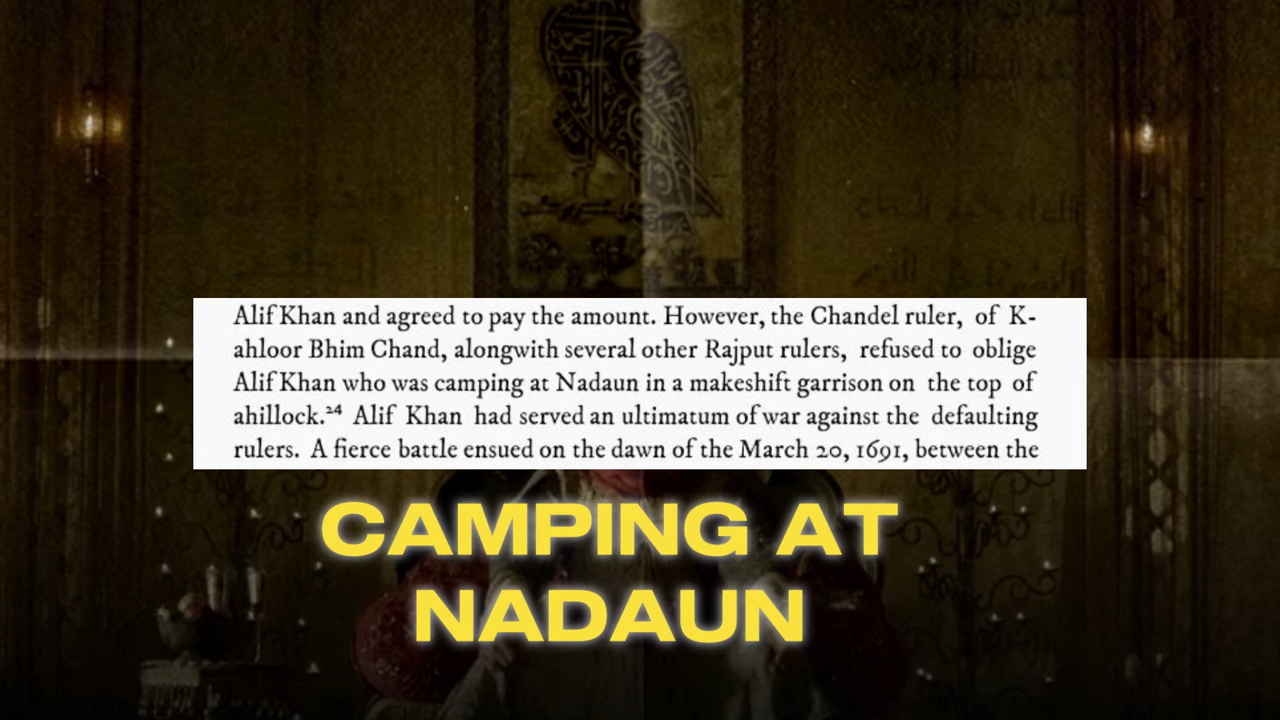 Alif Khan and agreed to pay the amount. However, the Chandel ruler, of K-
ahloor Bhim Chand, alongwith several other Rajput rulers, refused to oblige
Alif Khan who was camping at Nadaun in a makeshift garrison on the top of
ahillock.²⁴ Alif Khan had served an ultimatum of war against the defaulting
rulers. A fierce battle ensued on the dawn of the March 20, 1691, between the
CAMPING AT
NADAUN